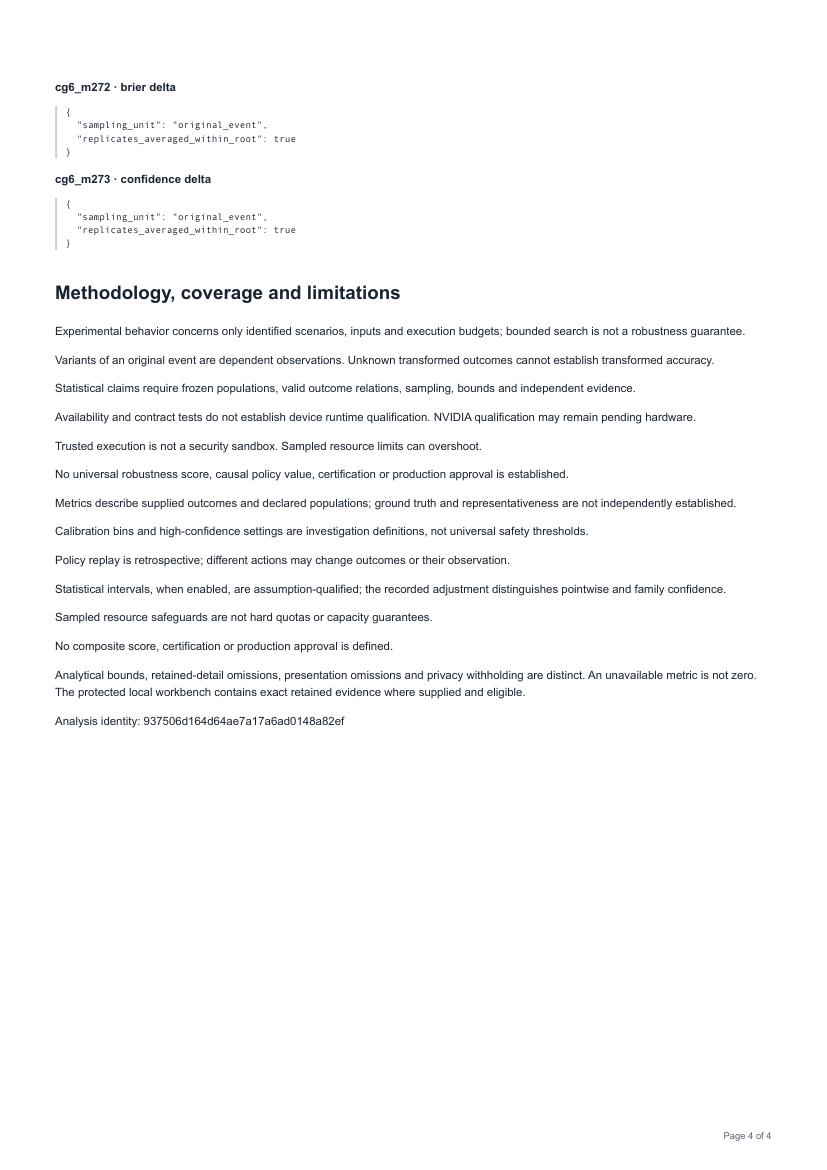 cg6_m272 · brier delta
{
  "sampling_unit": "original_event",
  "replicates_averaged_within_root": true
}
cg6_m273 · confidence delta
{
  "sampling_unit": "original_event",
  "replicates_averaged_within_root": true
}
Methodology, coverage and limitations
Experimental behavior concerns only identified scenarios, inputs and execution budgets; bounded search is not a robustness guarantee.
Variants of an original event are dependent observations. Unknown transformed outcomes cannot establish transformed accuracy.
Statistical claims require frozen populations, valid outcome relations, sampling, bounds and independent evidence.
Availability and contract tests do not establish device runtime qualification. NVIDIA qualification may remain pending hardware.
Trusted execution is not a security sandbox. Sampled resource limits can overshoot.
No universal robustness score, causal policy value, certification or production approval is established.
Metrics describe supplied outcomes and declared populations; ground truth and representativeness are not independently established.
Calibration bins and high-confidence settings are investigation definitions, not universal safety thresholds.
Policy replay is retrospective; different actions may change outcomes or their observation.
Statistical intervals, when enabled, are assumption-qualified; the recorded adjustment distinguishes pointwise and family confidence.
Sampled resource safeguards are not hard quotas or capacity guarantees.
No composite score, certification or production approval is defined.
Analytical bounds, retained-detail omissions, presentation omissions and privacy withholding are distinct. An unavailable metric is not zero.
The protected local workbench contains exact retained evidence where supplied and eligible.
Analysis identity: 937506d164d64ae7a17a6ad0148a82ef
Page 4 of 4